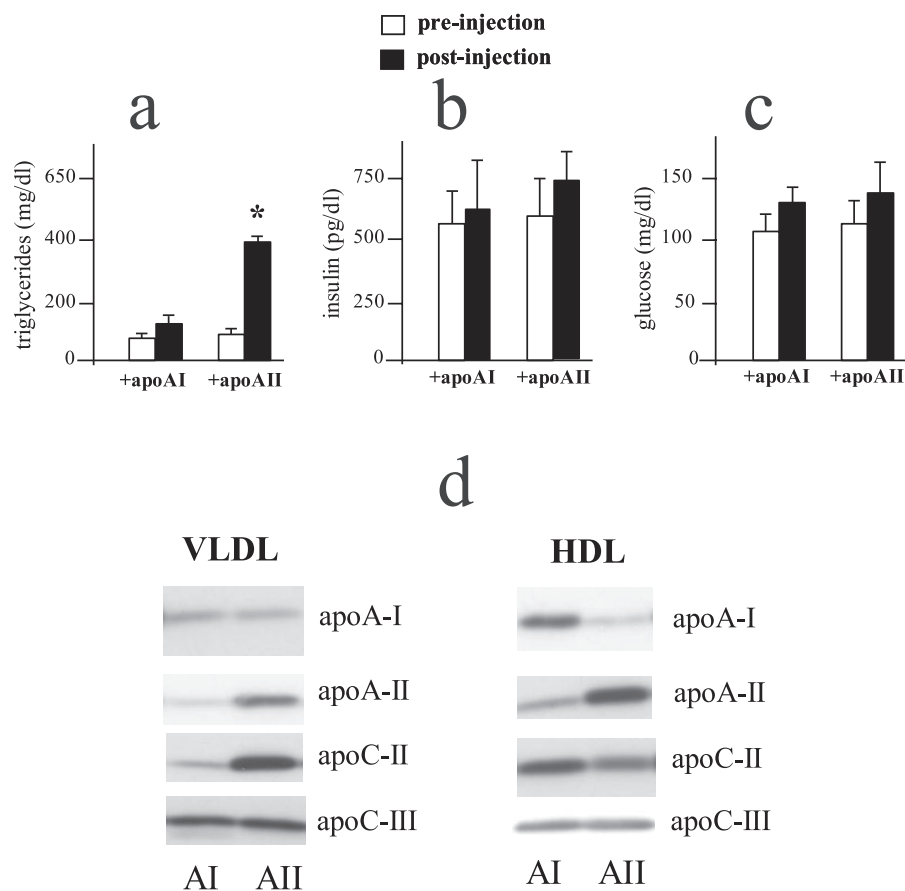 pre-injection
post-injection
a
b
c
triglycerides (mg/dl)
650
400
200
0
*
+apoAI
+apoAII
insulin (pg/dl)
750
500
250
0
+apoAI
+apoAII
glucose (mg/dl)
150
100
50
0
+apoAI
+apoAII
d
VLDL
apoA-I
apoA-II
apoC-II
apoC-III
AI
AII
HDL
apoA-I
apoA-II
apoC-II
apoC-III
AI
AII